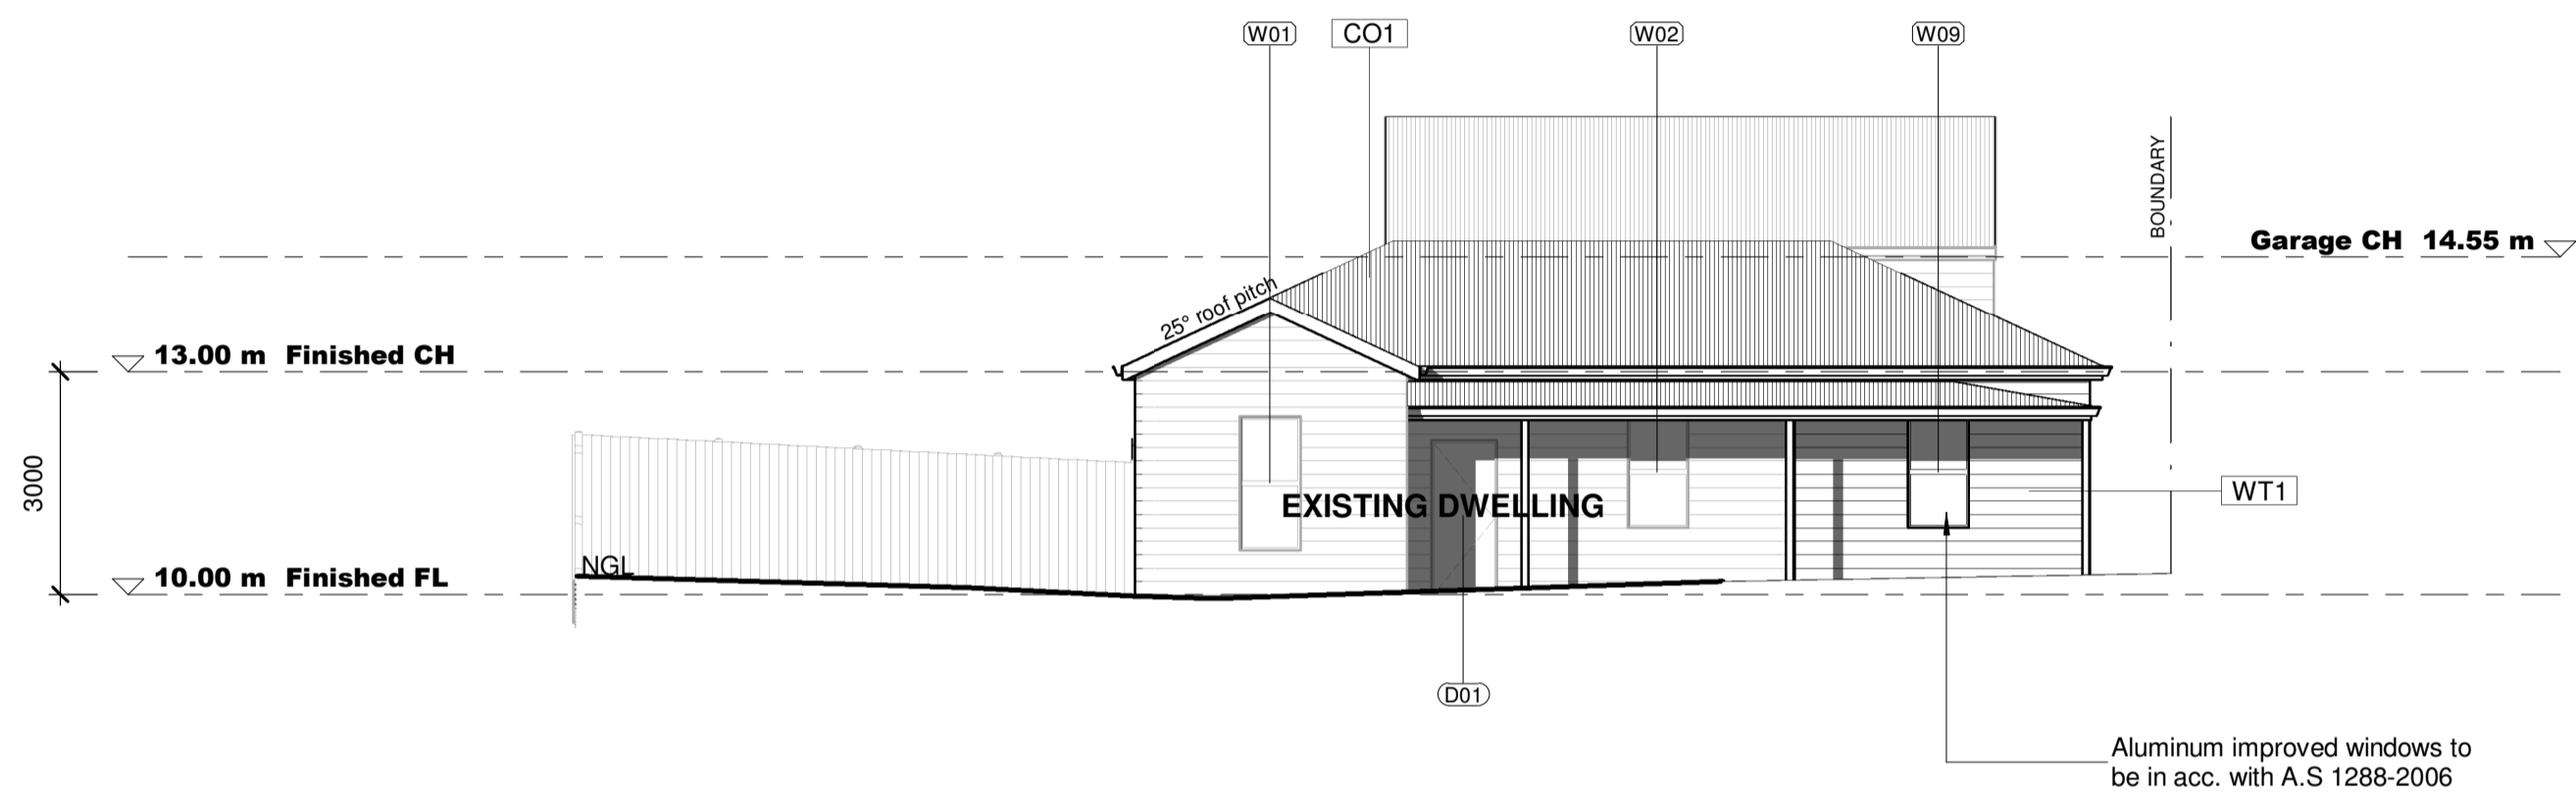 W01
CO1
W02
W09
BOUNDARY
Garage CH 14.55 m
25° roof pitch
13.00 m Finished CH
3000
WT1
EXISTING DWELLING
NGL
10.00 m Finished FL
D01
Aluminum improved windows to
be in acc. with A.S 1288-2006